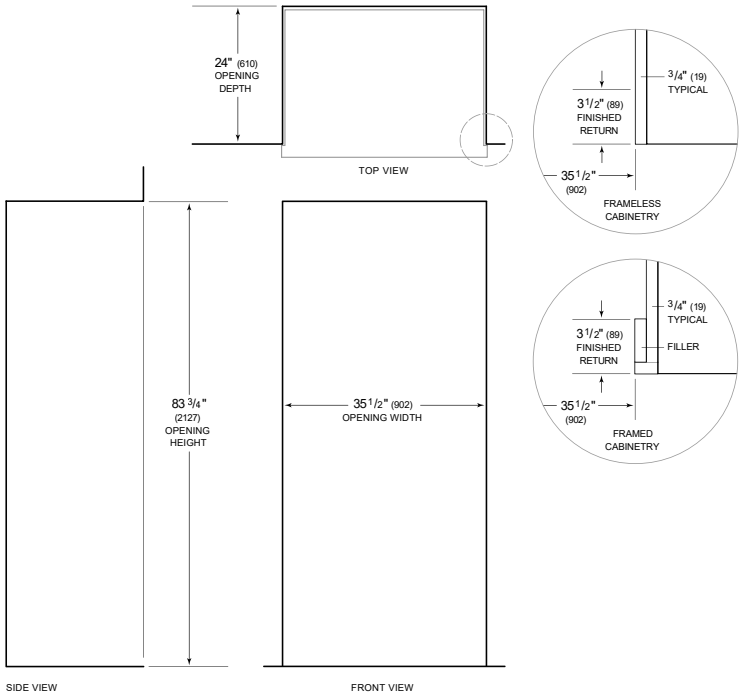 24" (610)
OPENING
DEPTH
TOP VIEW
3/4" (19)
TYPICAL
3 1/2" (89)
FINISHED
RETURN
35 1/2"
(902)
FRAMELESS
CABINETRY
3/4" (19)
TYPICAL
3 1/2" (89)
FINISHED
RETURN
FILLER
35 1/2"
(902)
FRAMED
CABINETRY
83 3/4"
(2127)
OPENING
HEIGHT
35 1/2" (902)
OPENING WIDTH
SIDE VIEW
FRONT VIEW